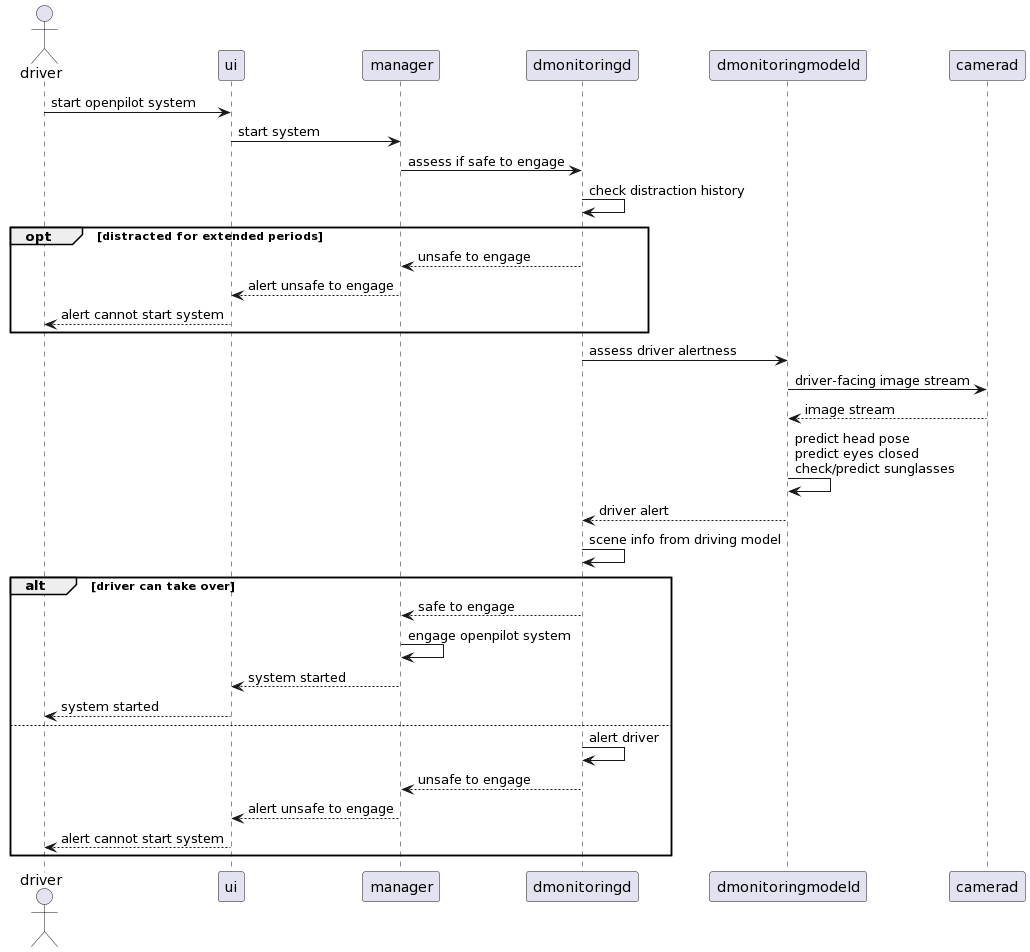 driver
ui
manager
dmonitoringd
dmonitoringmodeld
camerad
start openpilot system
start system
assess if safe to engage
check distraction history
opt
[distracted for extended periods]
unsafe to engage
alert unsafe to engage
alert cannot start system
assess driver alertness
driver-facing image stream
image stream
predict head pose
predict eyes closed
check/predict sunglasses
driver alert
scene info from driving model
alt
[driver can take over]
safe to engage
engage openpilot system
system started
system started
alert driver
unsafe to engage
alert unsafe to engage
alert cannot start system
driver
ui
manager
dmonitoringd
dmonitoringmodeld
camerad